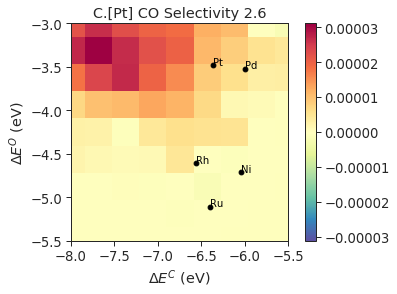 C.[Pt] CO Selectivity 2.6
−3.0
−3.5
−4.0
−4.5
−5.0
−5.5
ΔE^O (eV)
Pt
Pd
Rh
Ni
Ru
−8.0 −7.5 −7.0 −6.5 −6.0 −5.5
ΔE^C (eV)
0.00003
0.00002
0.00001
0.00000
−0.00001
−0.00002
−0.00003